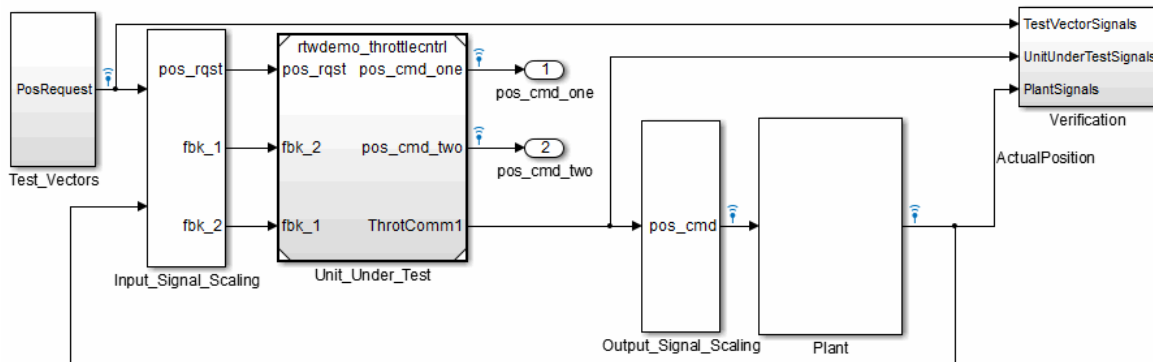 rtwdemo_throttlecntrl
TestVectorSignals
UnitUnderTestSignals
PlantSignals
Verification
PosRequest
Test_Vectors
pos_rqst
fbk_1
fbk_2
Input_Signal_Scaling
pos_rqst
pos_cmd_one
fbk_2
pos_cmd_two
fbk_1
ThrotComm1
Unit_Under_Test
1
pos_cmd_one
2
pos_cmd_two
pos_cmd
Output_Signal_Scaling
Plant
ActualPosition